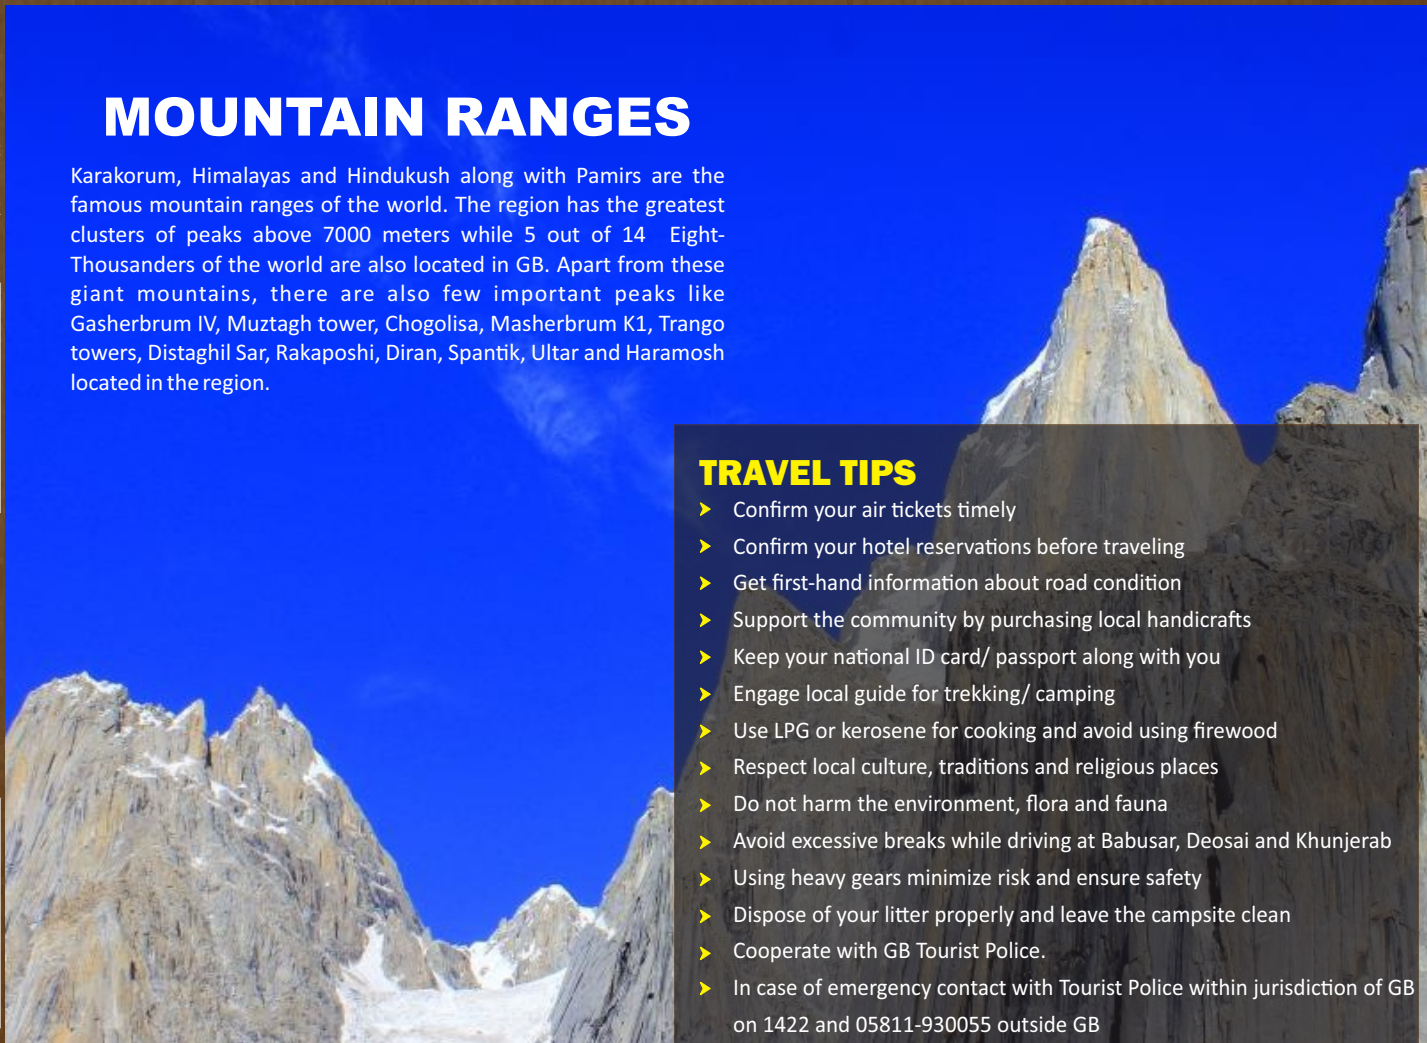 MOUNTAIN RANGES
Karakorum, Himalayas and Hindukush along with Pamirs are the
famous mountain ranges of the world. The region has the greatest
clusters of peaks above 7000 meters while 5 out of 14 Eight-
Thousanders of the world are also located in GB. Apart from these
giant mountains, there are also few important peaks like
Gasherbrum IV, Muztagh tower, Chogolisa, Masherbrum K1, Trango
towers, Distaghil Sar, Rakaposhi, Diran, Spantik, Ultar and Haramosh
located in the region.
TRAVEL TIPS
Confirm your air tickets timely
Confirm your hotel reservations before traveling
Get first-hand information about road condition
Support the community by purchasing local handicrafts
Keep your national ID card/ passport along with you
Engage local guide for trekking/ camping
Use LPG or kerosene for cooking and avoid using firewood
Respect local culture, traditions and religious places
Do not harm the environment, flora and fauna
Avoid excessive breaks while driving at Babusar, Deosai and Khunjerab
Using heavy gears minimize risk and ensure safety
Dispose of your litter properly and leave the campsite clean
Cooperate with GB Tourist Police.
In case of emergency contact with Tourist Police within jurisdiction of GB
on 1422 and 05811-930055 outside GB